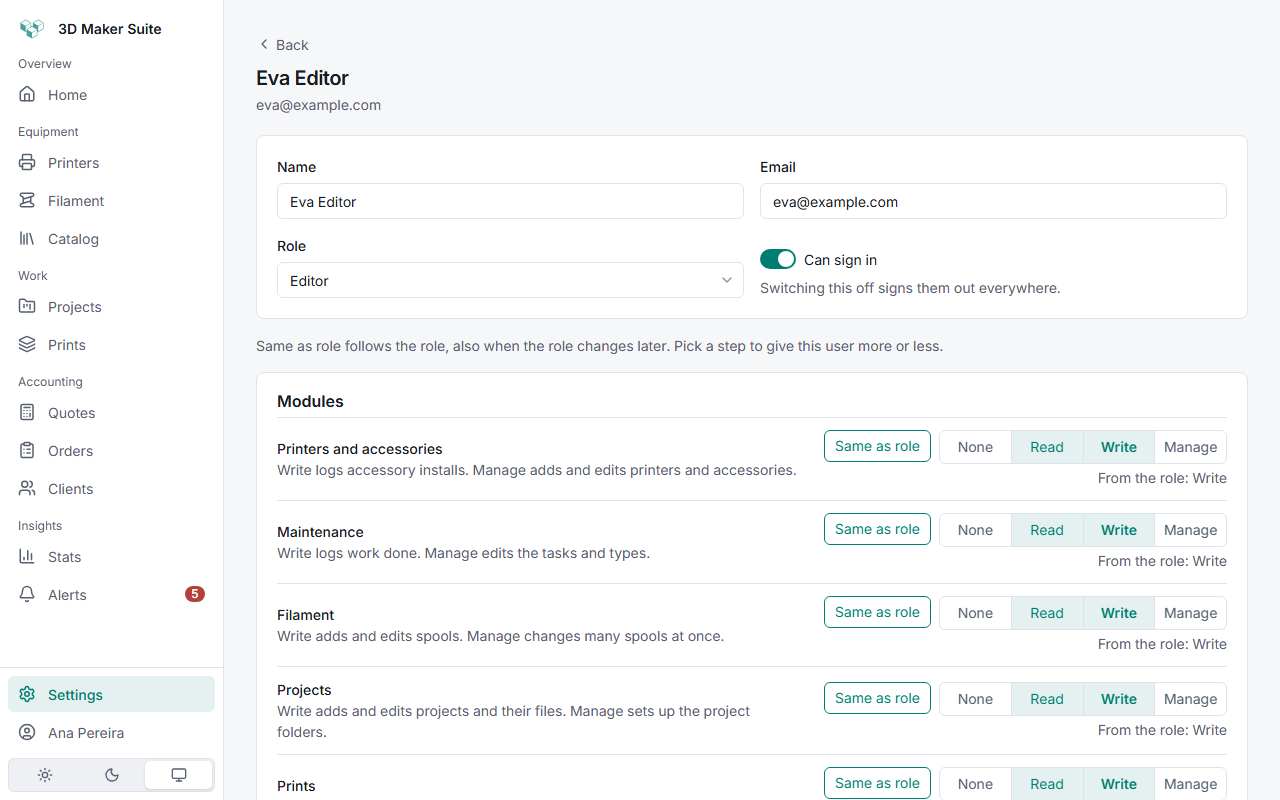 3D Maker Suite
Overview
Home
Equipment
Printers
Filament
Catalog
Work
Projects
Prints
Accounting
Quotes
Orders
Clients
Insights
Stats
Alerts 5
Settings
Ana Pereira
Back
Eva Editor
eva@example.com
Name
Eva Editor
Email
eva@example.com
Role
Editor
Can sign in
Switching this off signs them out everywhere.
Same as role follows the role, also when the role changes later. Pick a step to give this user more or less.
Modules
Printers and accessories
Write logs accessory installs. Manage adds and edits printers and accessories.
Same as role None Read Write Manage
From the role: Write
Maintenance
Write logs work done. Manage edits the tasks and types.
Same as role None Read Write Manage
From the role: Write
Filament
Write adds and edits spools. Manage changes many spools at once.
Same as role None Read Write Manage
From the role: Write
Projects
Write adds and edits projects and their files. Manage sets up the project
folders.
Same as role None Read Write Manage
From the role: Write
Prints
Same as role None Read Write Manage